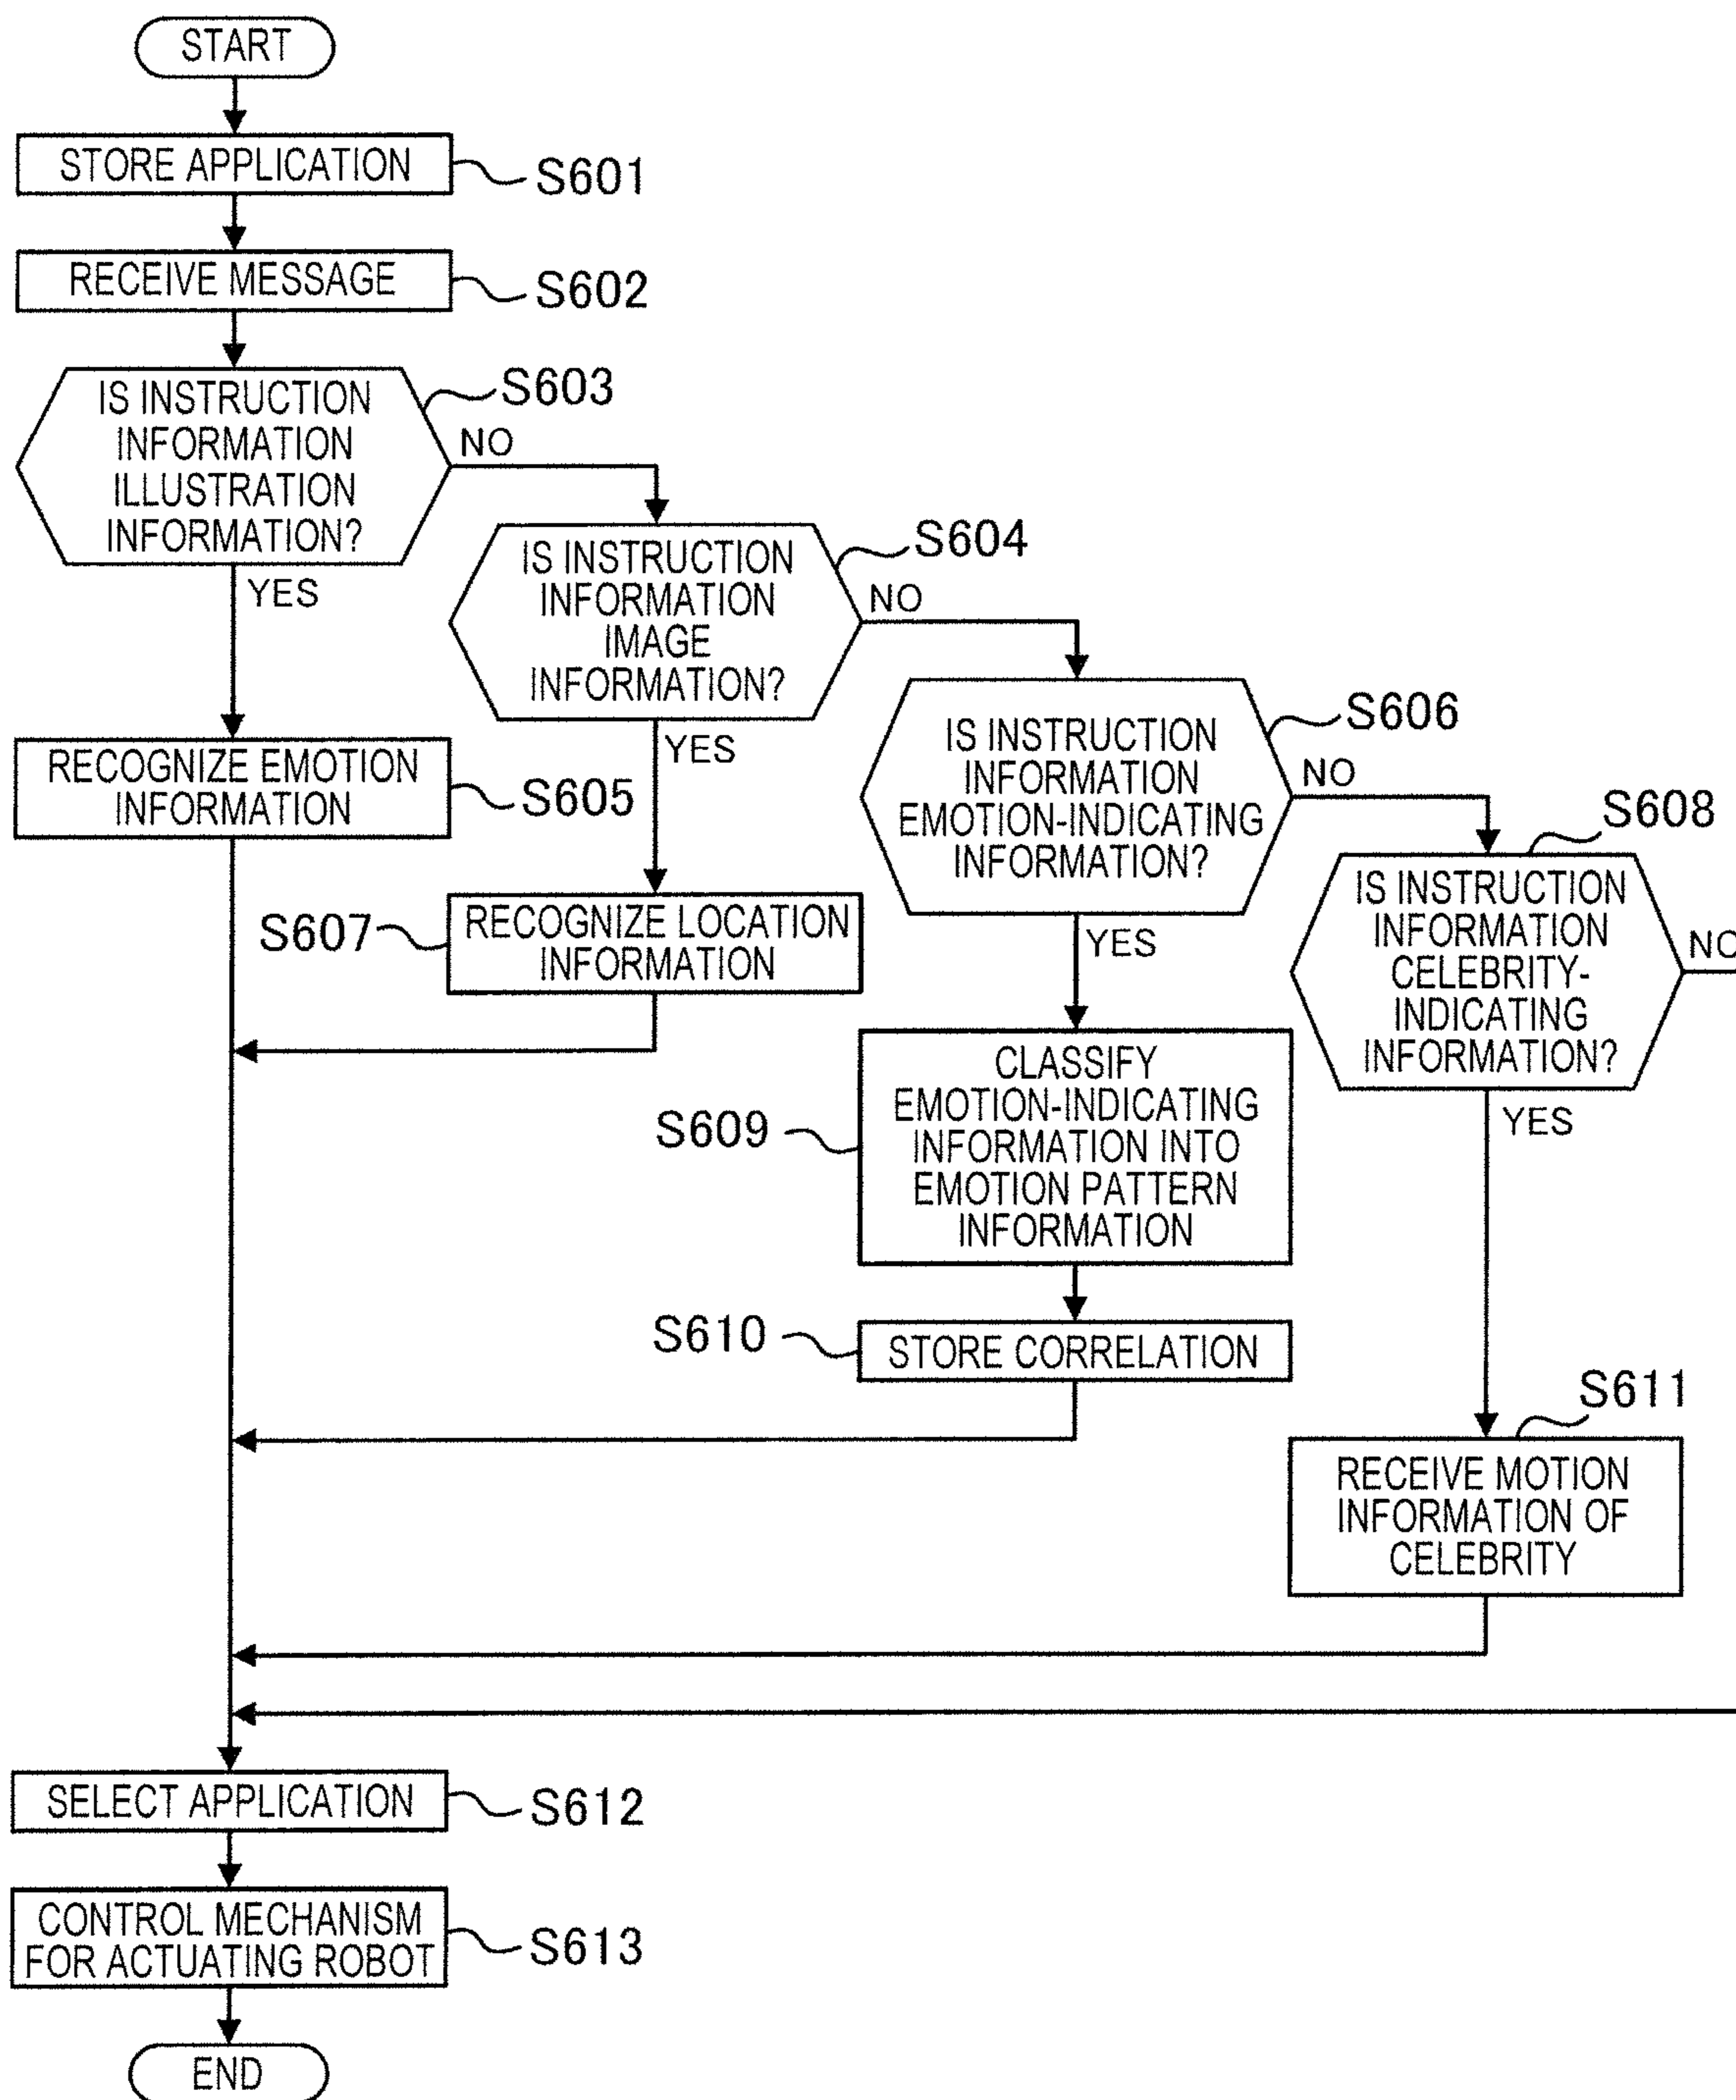 START
STORE APPLICATION
S601
RECEIVE MESSAGE
S602
IS INSTRUCTION
INFORMATION
ILLUSTRATION
INFORMATION?
S603
NO
YES
IS INSTRUCTION
INFORMATION
IMAGE
INFORMATION?
S604
NO
YES
RECOGNIZE EMOTION
INFORMATION
S605
IS INSTRUCTION
INFORMATION
EMOTION-INDICATING
INFORMATION?
S606
NO
YES
S607
RECOGNIZE LOCATION
INFORMATION
S608
IS INSTRUCTION
INFORMATION
CELEBRITY-
INDICATING
INFORMATION?
NO
YES
S609
CLASSIFY
EMOTION-INDICATING
INFORMATION INTO
EMOTION PATTERN
INFORMATION
S610
STORE CORRELATION
S611
RECEIVE MOTION
INFORMATION OF
CELEBRITY
SELECT APPLICATION
S612
CONTROL MECHANISM
FOR ACTUATING ROBOT
S613
END